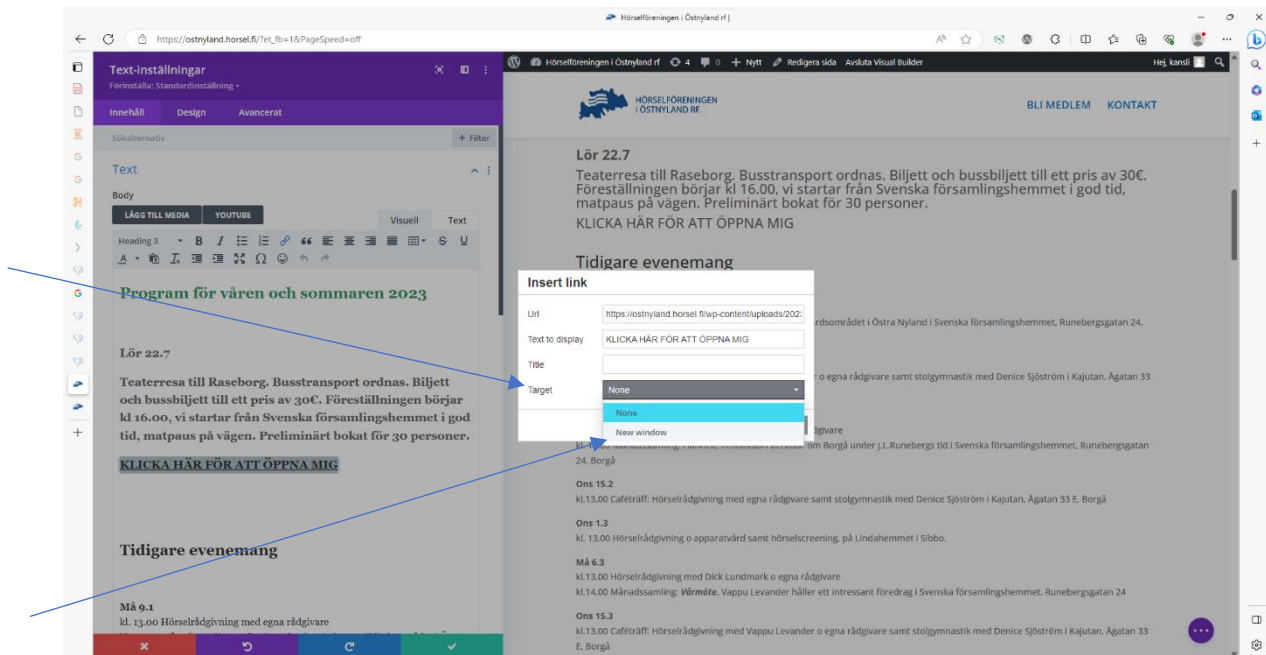 Hörselföreningen i Östnyland rf |
https://ostnyland.horsel.fi/?et_fb=1&PageSpeed=off
Text-inställningar
Förinställa: Standardinställning
Innehåll Design Avancerat
Sökalternativ + Filter
Text
Body
LÄGG TILL MEDIA YOUTUBE
Visuell Text
Heading 3
Program för våren och sommaren 2023
Lör 22.7
Teaterresa till Raseborg. Busstransport ordnas. Biljett
och bussbiljett till ett pris av 30€. Föreställningen börjar
kl 16.00, vi startar från Svenska församlingshemmet i god
tid, matpaus på vägen. Preliminärt bokat för 30 personer.
KLICKA HÄR FÖR ATT ÖPPNA MIG
Tidigare evenemang
Må 9.1
kl. 13.00 Hörselrådgivning med egna rådgivare
Hörselföreningen i Östnyland rf 4 0 + Nytt Redigera sida Avsluta Visual Builder Hej, kansli
HÖRSELFÖRENINGEN
I ÖSTNYLAND RF.
BLI MEDLEM KONTAKT
Lör 22.7
Teaterresa till Raseborg. Busstransport ordnas. Biljett och bussbiljett till ett pris av 30€.
Föreställningen börjar kl 16.00, vi startar från Svenska församlingshemmet i god tid,
matpaus på vägen. Preliminärt bokat för 30 personer.
KLICKA HÄR FÖR ATT ÖPPNA MIG
Tidigare evenemang
rdsområdet i Östra Nyland i Svenska församlingshemmet, Runebergsgatan 24.
r o egna rådgivare samt stolgymnastik med Denice Sjöström i Kajutan, Ågatan 33
Insert link
Url https://ostnyland.horsel.fi/wp-content/uploads/202
Text to display KLICKA HÄR FÖR ATT ÖPPNA MIG
Title
Target None
None
New window
dgivare
om Borgå under J.L.Runebergs tid i Svenska församlingshemmet, Runebergsgatan
24. Borgå
Ons 15.2
kl.13.00 Caféträff: Hörselrådgivning med egna rådgivare samt stolgymnastik med Denice Sjöström i Kajutan, Ågatan 33 E. Borgå
Ons 1.3
kl. 13.00 Hörselrådgivning o apparatvård samt hörselscreening, på Lindahemmet i Sibbo.
Må 6.3
kl.13.00 Hörselrådgivning med Dick Lundmark o egna rådgivare
kl.14.00 Månadssamling: Vårmöte. Vappu Levander håller ett intressant föredrag i Svenska församlingshemmet. Runebergsgatan 24
Ons 15.3
kl.13.00 Caféträff: Hörselrådgivning med Vappu Levander o egna rådgivare samt stolgymnastik med Denice Sjöström i Kajutan, Ågatan 33
E. Borgå